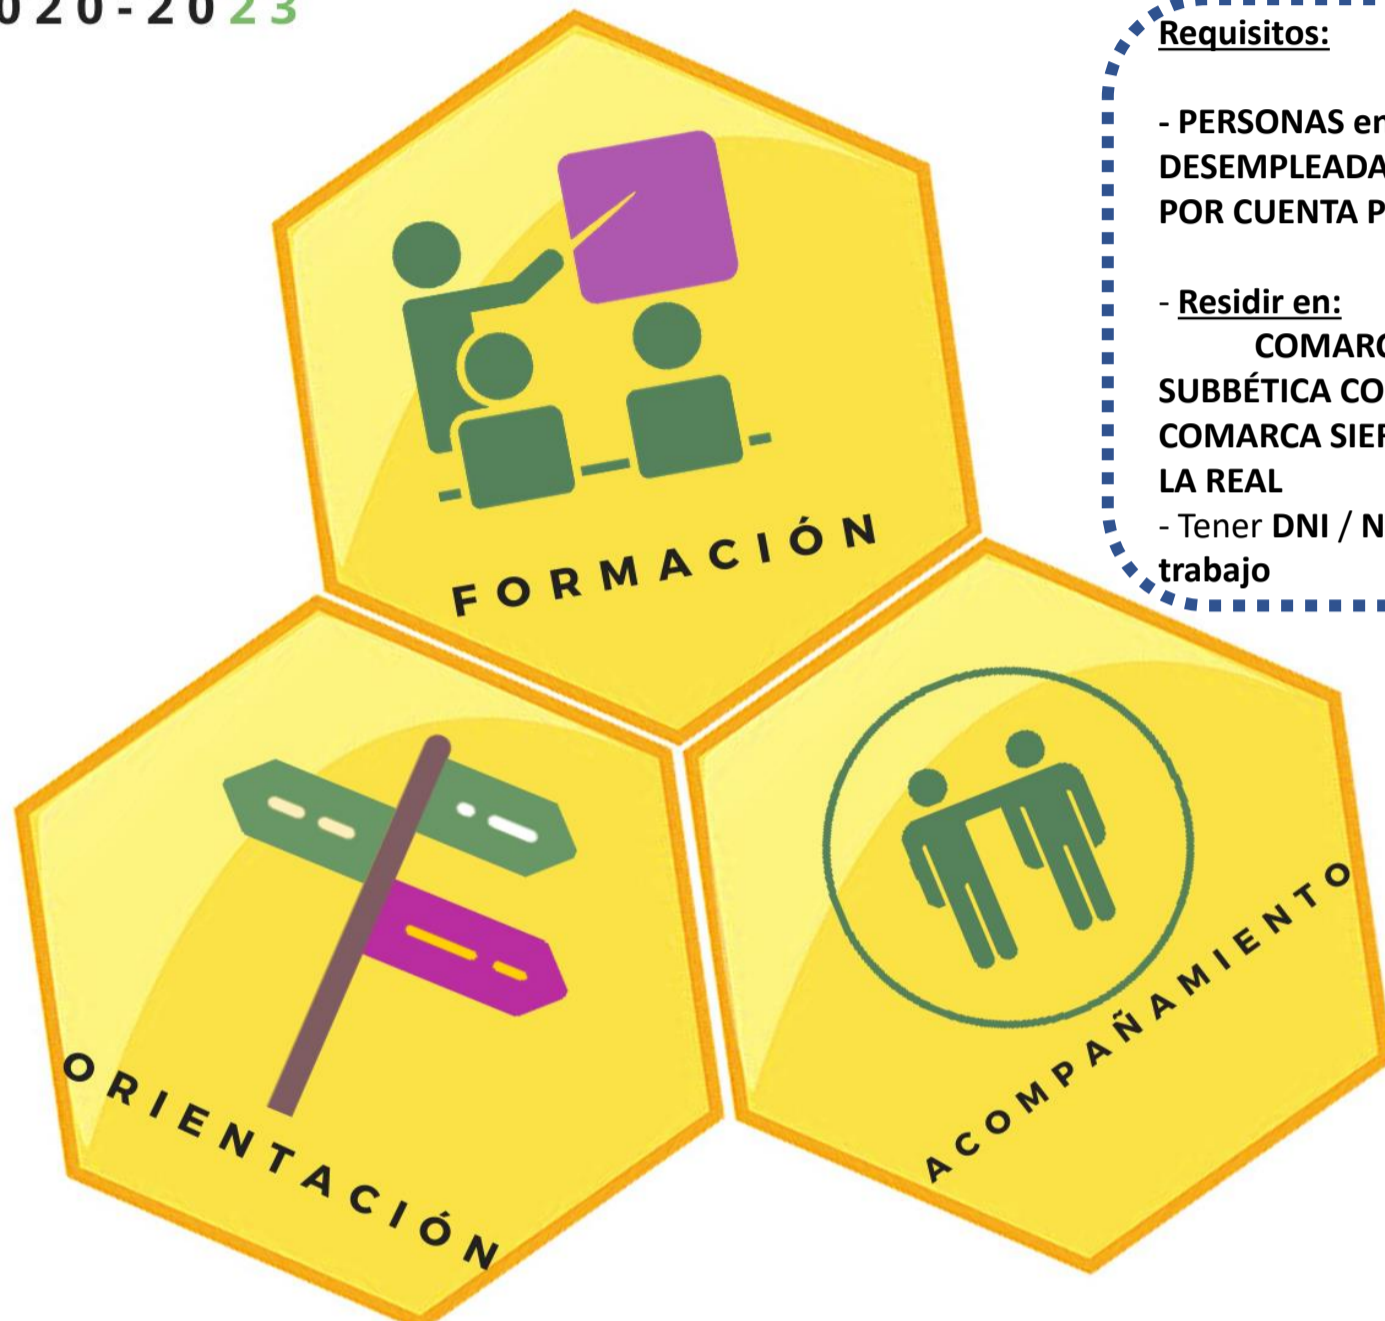 020-2023
Requisitos:
- PERSONAS en
DESEMPLEADA
POR CUENTA P
- Residir en:
COMARC
SUBBÉTICA CO
COMARCA SIER
LA REAL
- Tener DNI / N
trabajo
FORMACIÓN
ORIENTACIÓN
ACOMPAÑAMIENTO